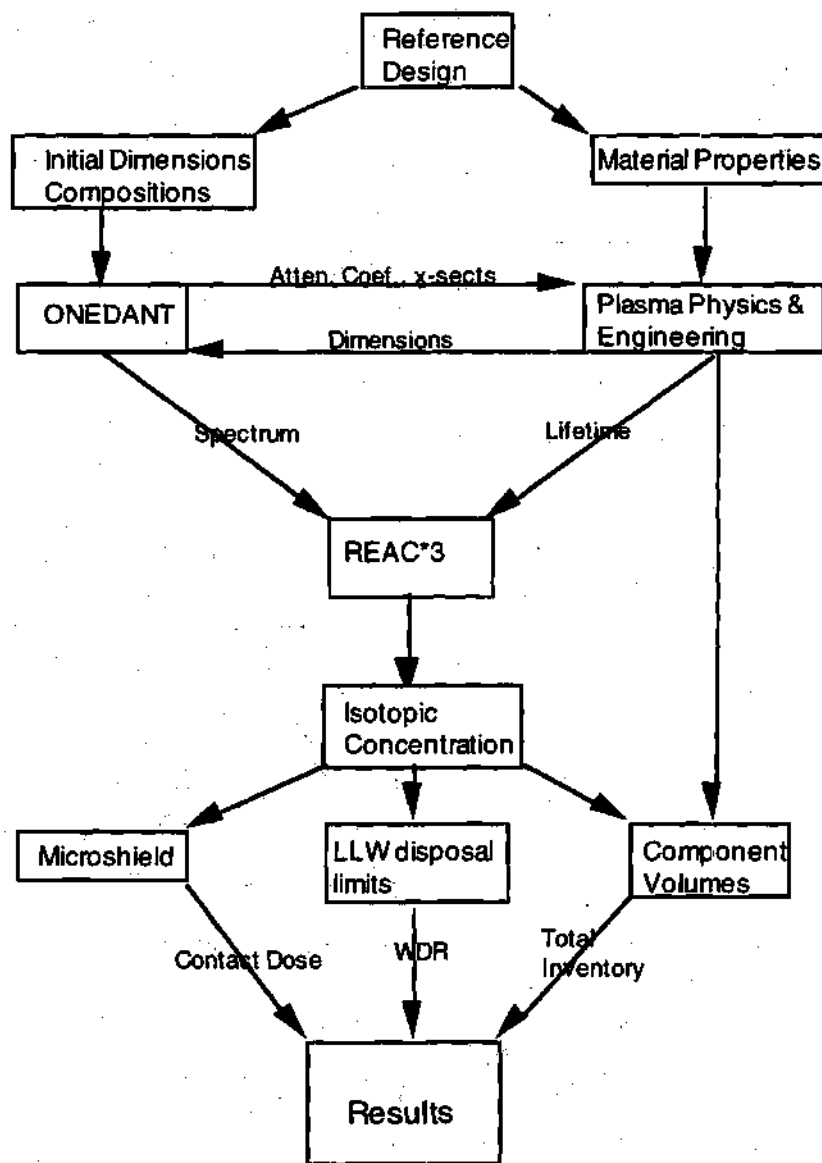 Reference
Design
Initial Dimensions
Compositions
Material Properties
Atten. Coef., x-sects
ONEDANT
Plasma Physics &
Engineering
Dimensions
Spectrum
Lifetime
REAC*3
Isotopic
Concentration
Microshield
LLW disposal
limits
Component
Volumes
Contact Dose
WDR
Total
Inventory
Results